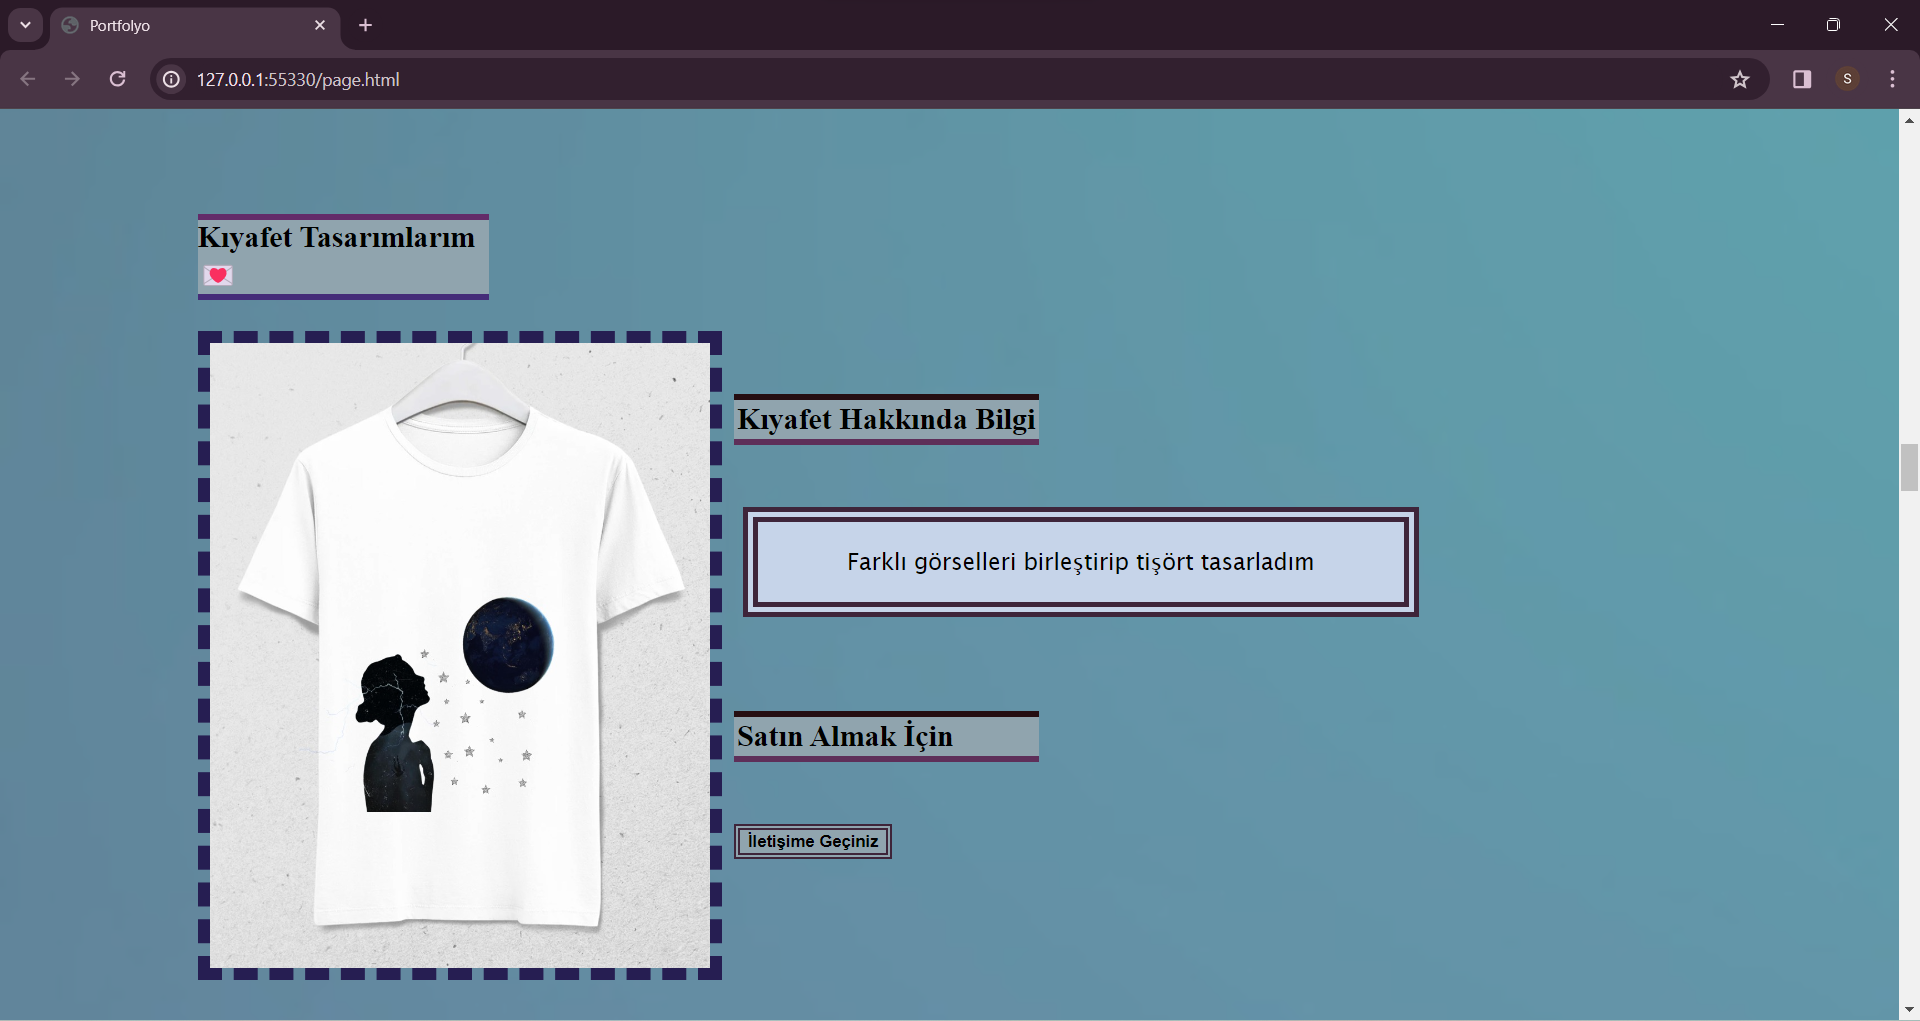 Portfolyo
127.0.0.1:55330/page.html
S
Kıyafet Tasarımlarım
💌
Kıyafet Hakkında Bilgi
Farklı görselleri birleştirip tişört tasarladım
Satın Almak İçin
İletişime Geçiniz